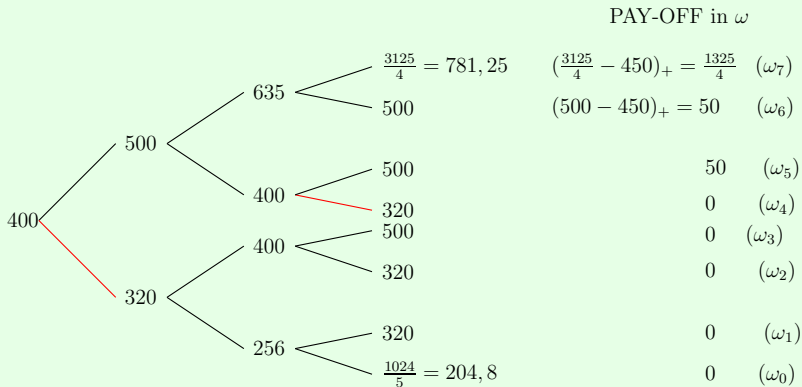 PAY-OFF in ω
3125/4 = 781,25 (3125/4 − 450)₊ = 1325/4 (ω₇)
635
500 (500 − 450)₊ = 50 (ω₆)
500
500 50 (ω₅)
400
320 0 (ω₄)
400
500 0 (ω₃)
400
320 0 (ω₂)
320
320 0 (ω₁)
256
1024/5 = 204,8 0 (ω₀)